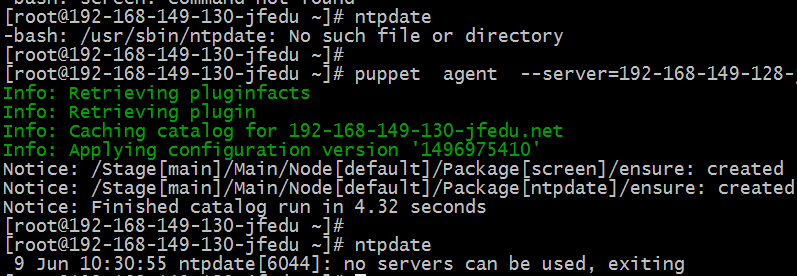 -bash: screen: command not found
[root@192-168-149-130-jfedu ~]# ntpdate
-bash: /usr/sbin/ntpdate: No such file or directory
[root@192-168-149-130-jfedu ~]#
[root@192-168-149-130-jfedu ~]# puppet  agent  --server=192-168-149-128-
Info: Retrieving pluginfacts
Info: Retrieving plugin
Info: Caching catalog for 192-168-149-130-jfedu.net
Info: Applying configuration version '1496975410'
Notice: /Stage[main]/Main/Node[default]/Package[screen]/ensure: created
Notice: /Stage[main]/Main/Node[default]/Package[ntpdate]/ensure: created
Notice: Finished catalog run in 4.32 seconds
[root@192-168-149-130-jfedu ~]#
[root@192-168-149-130-jfedu ~]# ntpdate
 9 Jun 10:30:55 ntpdate[6044]: no servers can be used, exiting
[root@192-168-149-130-jfedu ~]#